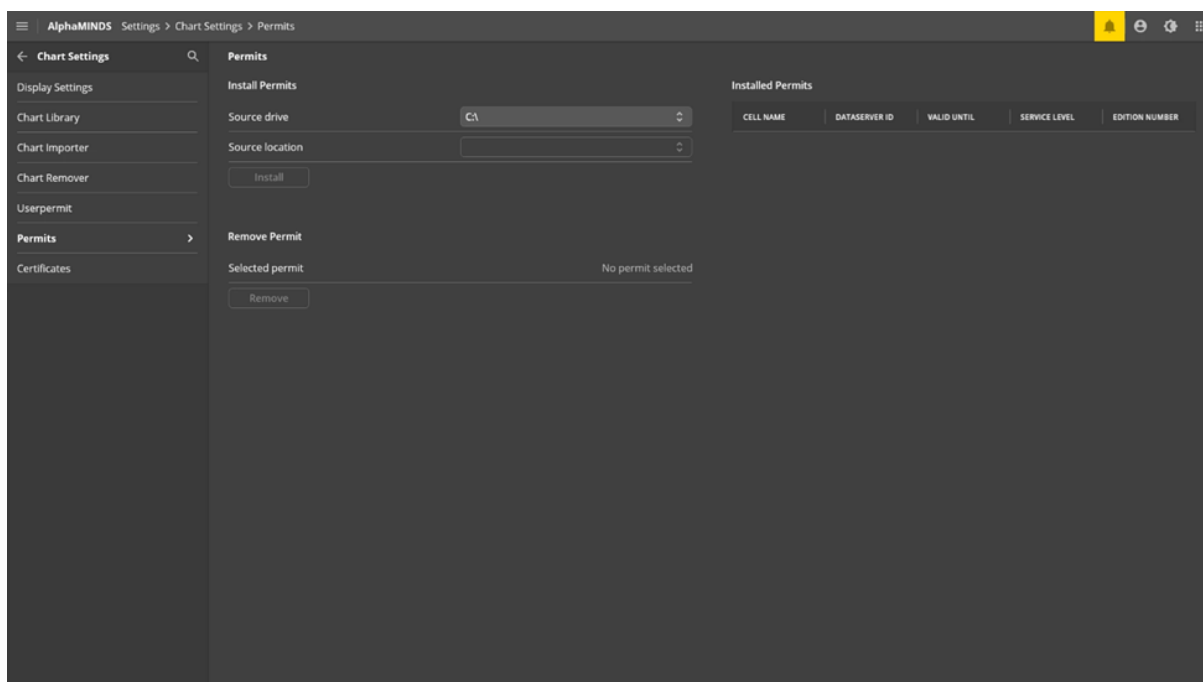 AlphaMINDS Settings > Chart Settings > Permits
Chart Settings
Display Settings
Chart Library
Chart Importer
Chart Remover
Userpermit
Permits
Certificates
Permits
Install Permits
Source drive C:\
Source location
Install
Remove Permit
Selected permit No permit selected
Remove
Installed Permits
CELL NAME DATASERVER ID VALID UNTIL SERVICE LEVEL EDITION NUMBER